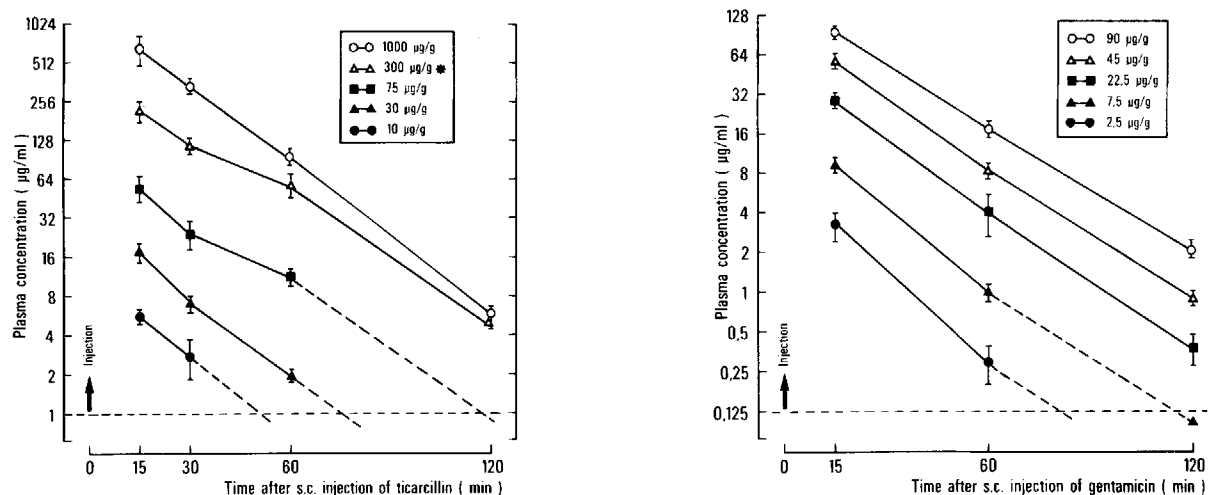 Plasma concentration ( µg/ml )
1024
512
256
128
64
32
16
8
4
2
1
1000 µg/g
300 µg/g *
75 µg/g
30 µg/g
10 µg/g
Injection
0 15 30 60 120
Time after s.c. injection of ticarcillin ( min )
Plasma concentration ( µg/ml )
128
64
32
16
8
4
2
1
0,5
0,25
0,125
90 µg/g
45 µg/g
22.5 µg/g
7.5 µg/g
2.5 µg/g
Injection
0 15 60 120
Time after s.c. injection of gentamicin ( min )